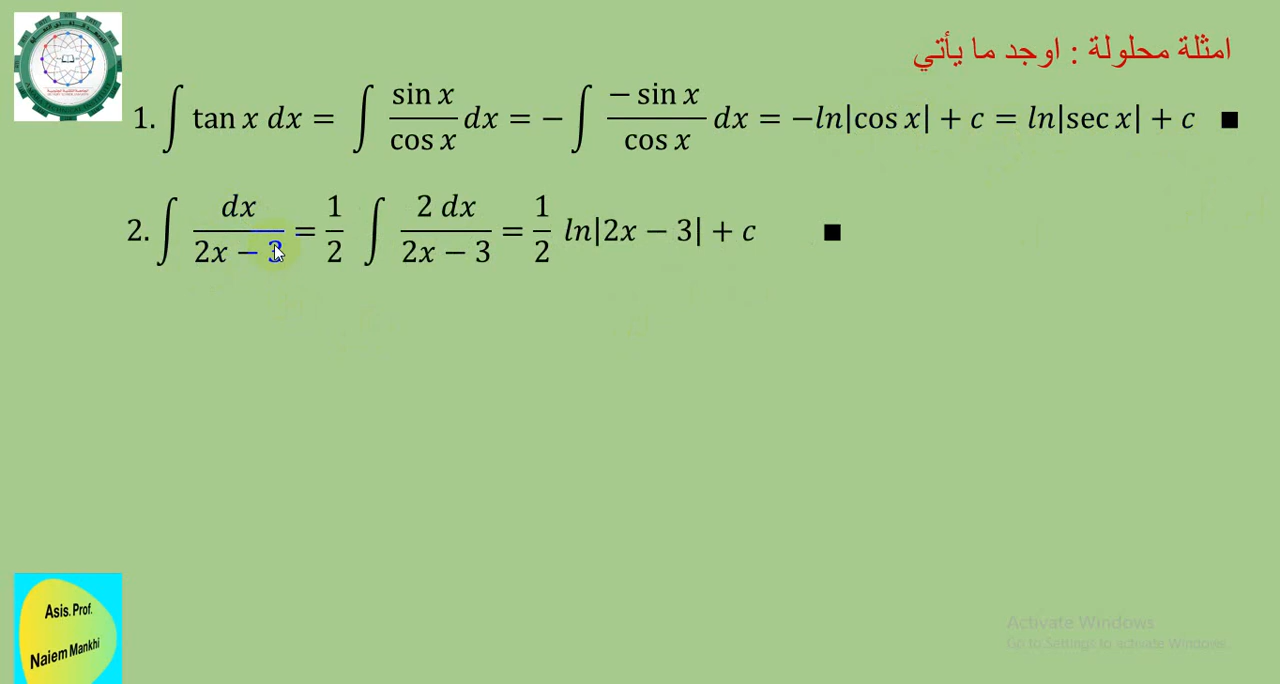 امثلة محلولة : اوجد ما يأتي
1. ∫ tan x dx = ∫ sin x / cos x dx = − ∫ − sin x / cos x dx = −ln|cos x| + c = ln|sec x| + c ■
2. ∫ dx / 2x − 3 = 1/2 ∫ 2 dx / 2x − 3 = 1/2 ln|2x − 3| + c ■
Asis. Prof.
Naiem Mankhi
Activate Windows
Go to Settings to activate Windows.